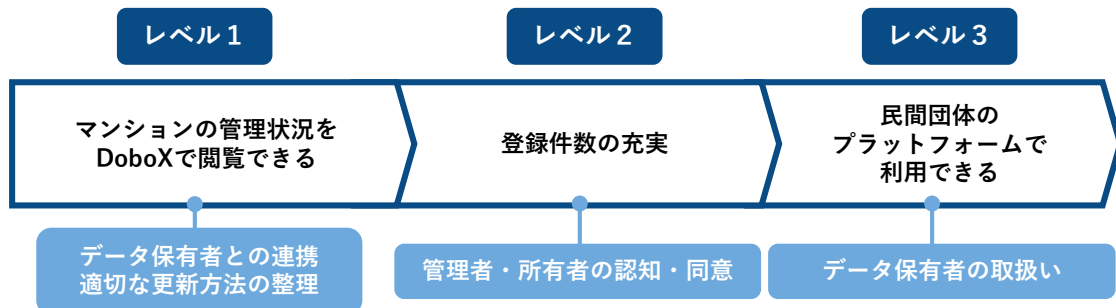 レベル1
レベル2
レベル3
マンションの管理状況を
DoboXで閲覧できる
登録件数の充実
民間団体の
プラットフォームで
利用できる
データ保有者との連携
適切な更新方法の整理
管理者・所有者の認知・同意
データ保有者の取扱い